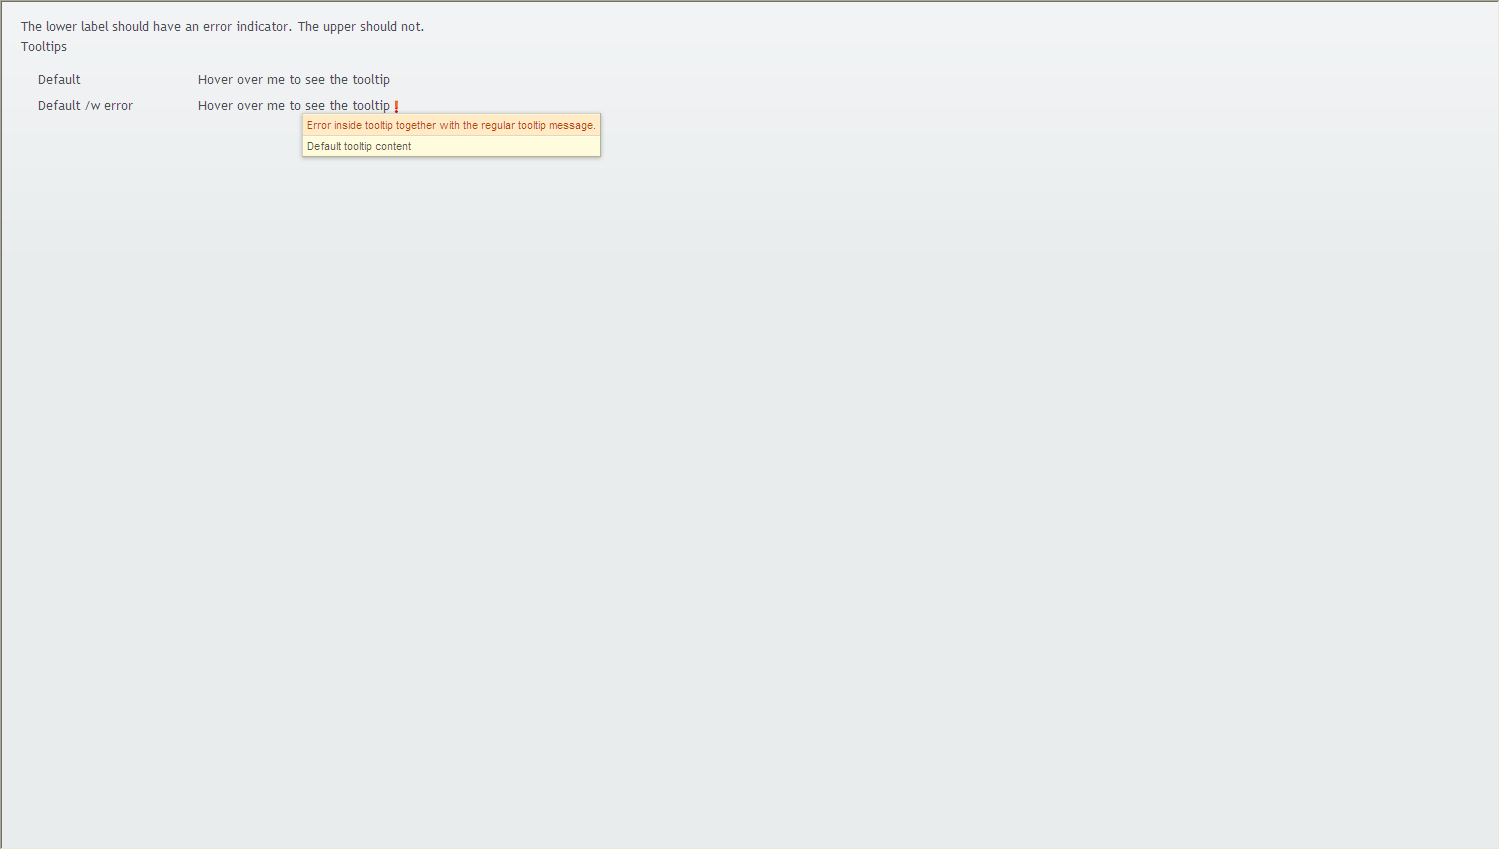 The lower label should have an error indicator. The upper should not.
Tooltips
Default Hover over me to see the tooltip
Default /w error Hover over me to see the tooltip !
Error inside tooltip together with the regular tooltip message.
Default tooltip content